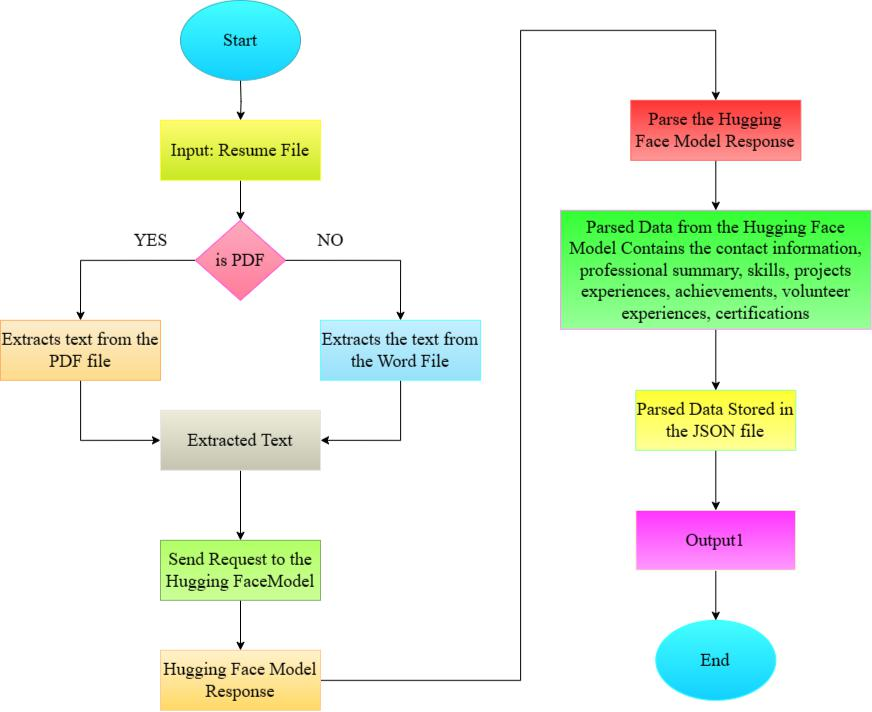 Start
Input: Resume File
is PDF
YES
NO
Extracts text from the
PDF file
Extracts the text from
the Word File
Extracted Text
Send Request to the
Hugging FaceModel
Hugging Face Model
Response
Parse the Hugging
Face Model Response
Parsed Data from the Hugging Face
Model Contains the contact information,
professional summary, skills, projects
experiences, achievements, volunteer
experiences, certifications
Parsed Data Stored in
the JSON file
Output1
End